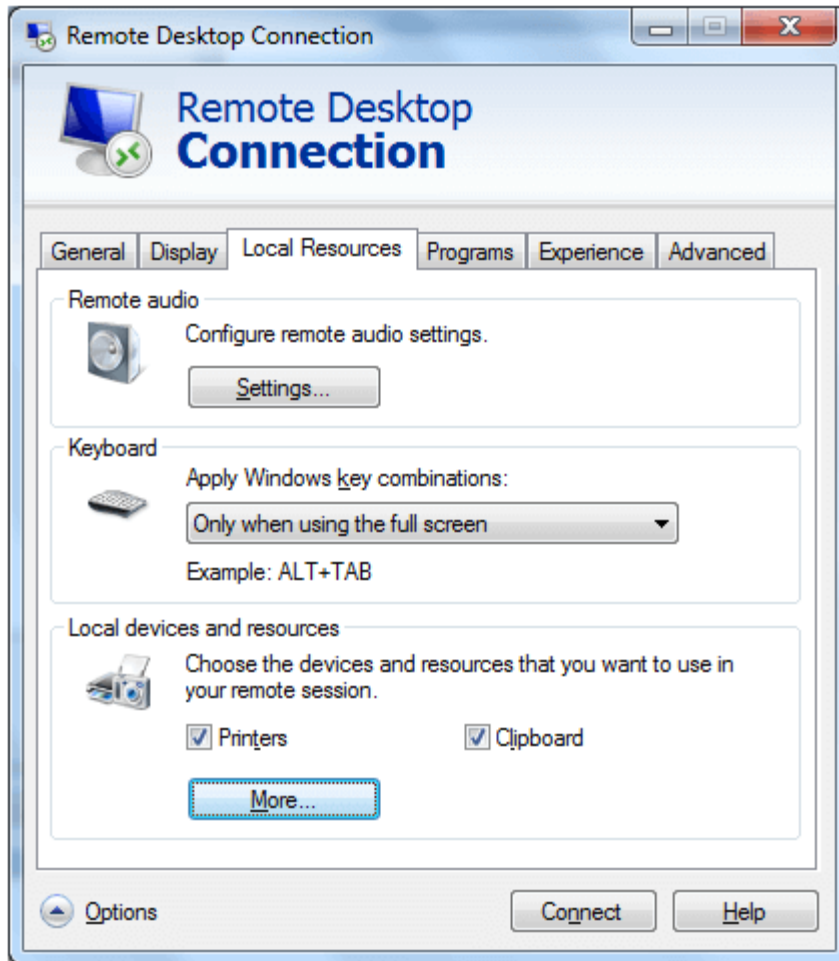 Remote Desktop Connection
Remote Desktop
Connection
General Display Local Resources Programs Experience Advanced
Remote audio
Configure remote audio settings.
Settings...
Keyboard
Apply Windows key combinations:
Only when using the full screen
Example: ALT+TAB
Local devices and resources
Choose the devices and resources that you want to use in
your remote session.
Printers Clipboard
More...
Options Connect Help